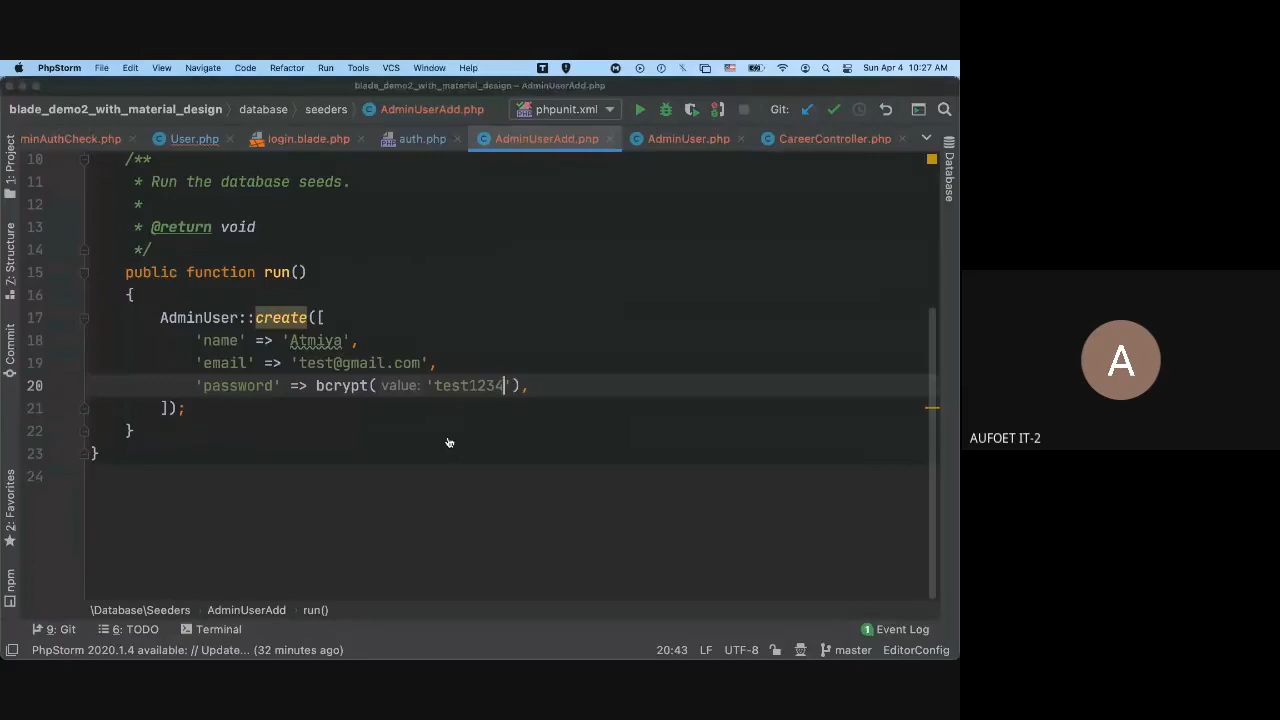 PhpStorm File Edit View Navigate Code Refactor Run Tools VCS Window Help Sun Apr 4 10:27 AM
blade_demo2_with_material_design – AdminUserAdd.php
blade_demo2_with_material_design database seeders AdminUserAdd.php phpunit.xml Git:
minAuthCheck.php User.php login.blade.php auth.php AdminUserAdd.php AdminUser.php CareerController.php
1: Project
Z: Structure
Commit
2: Favorites
npm
Database
10 /**
11 * Run the database seeds.
12 *
13 * @return void
14 */
15 public function run()
16 {
17 AdminUser::create([
18 'name' => 'Atmiya',
19 'email' => 'test@gmail.com',
20 'password' => bcrypt( value: 'test1234'),
21 ]);
22 }
23 }
24
\Database\Seeders AdminUserAdd run()
9: Git 6: TODO Terminal 1 Event Log
PhpStorm 2020.1.4 available: // Update... (32 minutes ago) 20:43 LF UTF-8 master EditorConfig
A
AUFOET IT-2